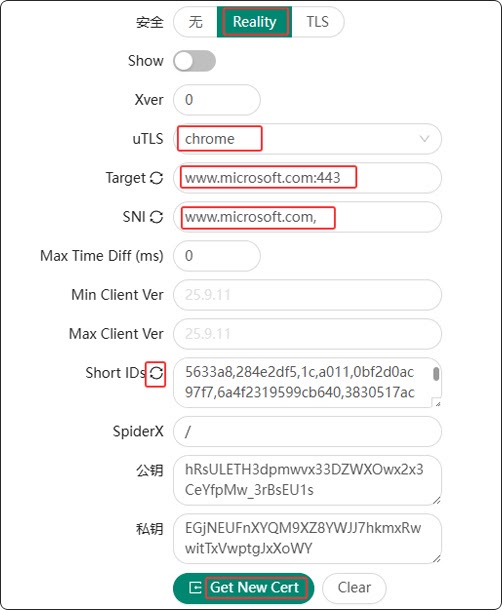 安全 无 Reality TLS
Show
Xver 0
uTLS chrome
Target www.microsoft.com:443
SNI www.microsoft.com,
Max Time Diff (ms) 0
Min Client Ver 25.9.11
Max Client Ver 25.9.11
Short IDs 5633a8,284e2df5,1c,a011,0bf2d0ac
97f7,6a4f2319599cb640,3830517ac
SpiderX /
公钥 hRsULETH3dpmwvx33DZWXOwx2x3
CeYfpMw_3rBsEU1s
私钥 EGjNEUFnXYQM9XZ8YWJJ7hkmxRw
witTxVwptgJxXoWY
Get New Cert Clear